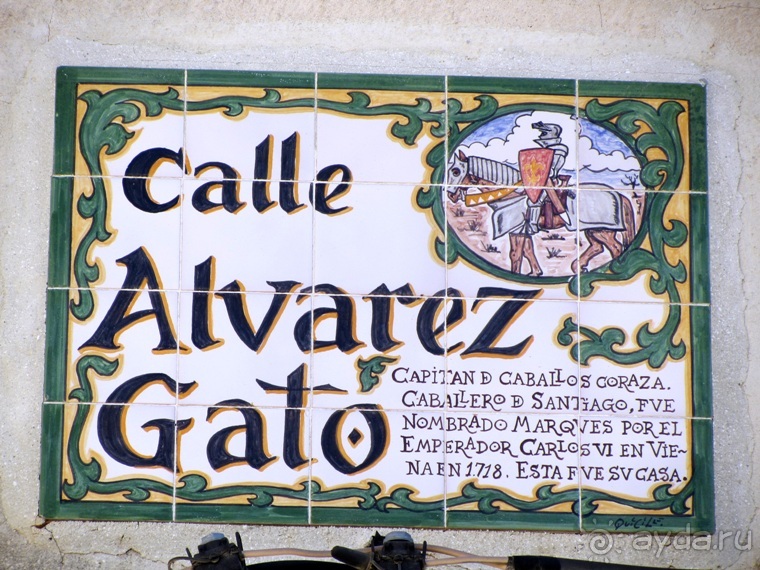 Calle
Alvarez
Gato
CAPITAN D CABALLOS CORAZA.
CABALLERO D SANTIAGO, FVE
NOMBRADO MARQVES POR EL
EMPERADOR CARLOS VI EN VIE-
NA EN 1718. ESTA FVE SV CASA.
ayda.ru